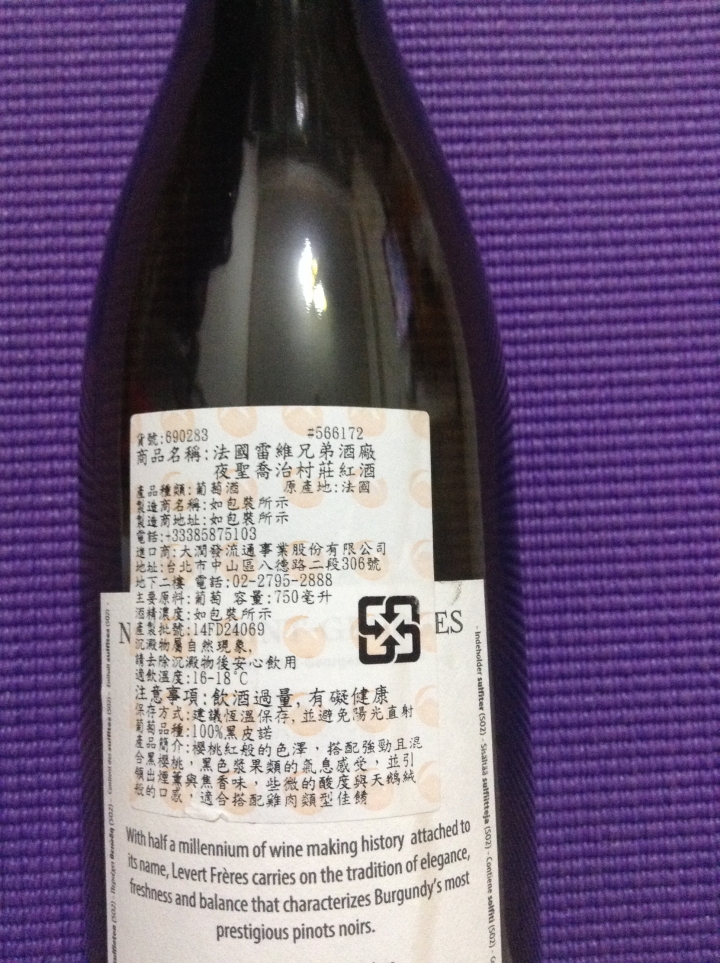 貨號:690283 #566172
商品名稱:法國雷維兄弟酒廠
夜聖喬治村莊紅酒
產品種類:葡萄酒 原產地:法國
製造商名稱:如包裝所示
製造商地址:如包裝所示
電話:+33385875103
進口商:大潤發流通事業股份有限公司
地址:台北市中山區八德路二段306號
地下二樓 電話:02-2795-2888
主要原料:葡萄 容量:750毫升
酒精濃度:如包裝所示
產製批號:14FD24069
沉澱物屬自然現象,
請去除沉澱物後安心飲用
適飲溫度:16-18°C
注意事項:飲酒過量,有礙健康
保存方式:建議恆溫保存,並避免陽光直射
葡萄品種:100%黑皮諾
產品簡介:櫻桃紅般的色澤，搭配強勁且混
合黑櫻桃，黑色漿果類的氣息感受，並引
領出煙薰與焦香味，些微的酸度與天鵝絨
般的口感，適合搭配雞肉類型佳餚
N ES
With half a millennium of wine making history attached to
its name, Levert Frères carries on the tradition of elegance,
freshness and balance that characterizes Burgundy's most
prestigious pinots noirs.
- Indeholder sulfiter (SO2) - Sisältää sulfiitteja (SO2) - Contiene solfiti (SO2)